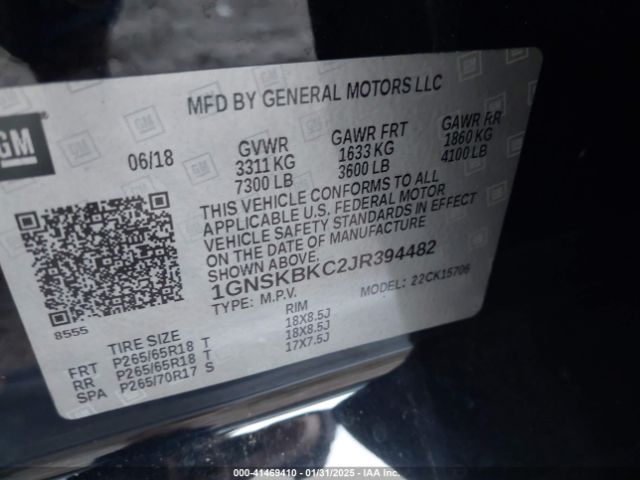 MFD BY GENERAL MOTORS LLC
GM
06/18
GVWR
3311 KG
7300 LB
GAWR FRT
1633 KG
3600 LB
GAWR RR
1860 KG
4100 LB
THIS VEHICLE CONFORMS TO ALL
APPLICABLE U.S. FEDERAL MOTOR
VEHICLE SAFETY STANDARDS IN EFFECT
ON THE DATE OF MANUFACTURE
SHOWN ABOVE.
1GNSKBKC2JR394482
TYPE: M.P.V.
MODEL: 22CK15706
8555
TIRE SIZE RIM
FRT P265/65R18 T 18X8.5J
RR P265/65R18 T 18X8.5J
SPA P265/70R17 S 17X7.5J
000-41469410 - 01/31/2025 - IAA Inc.